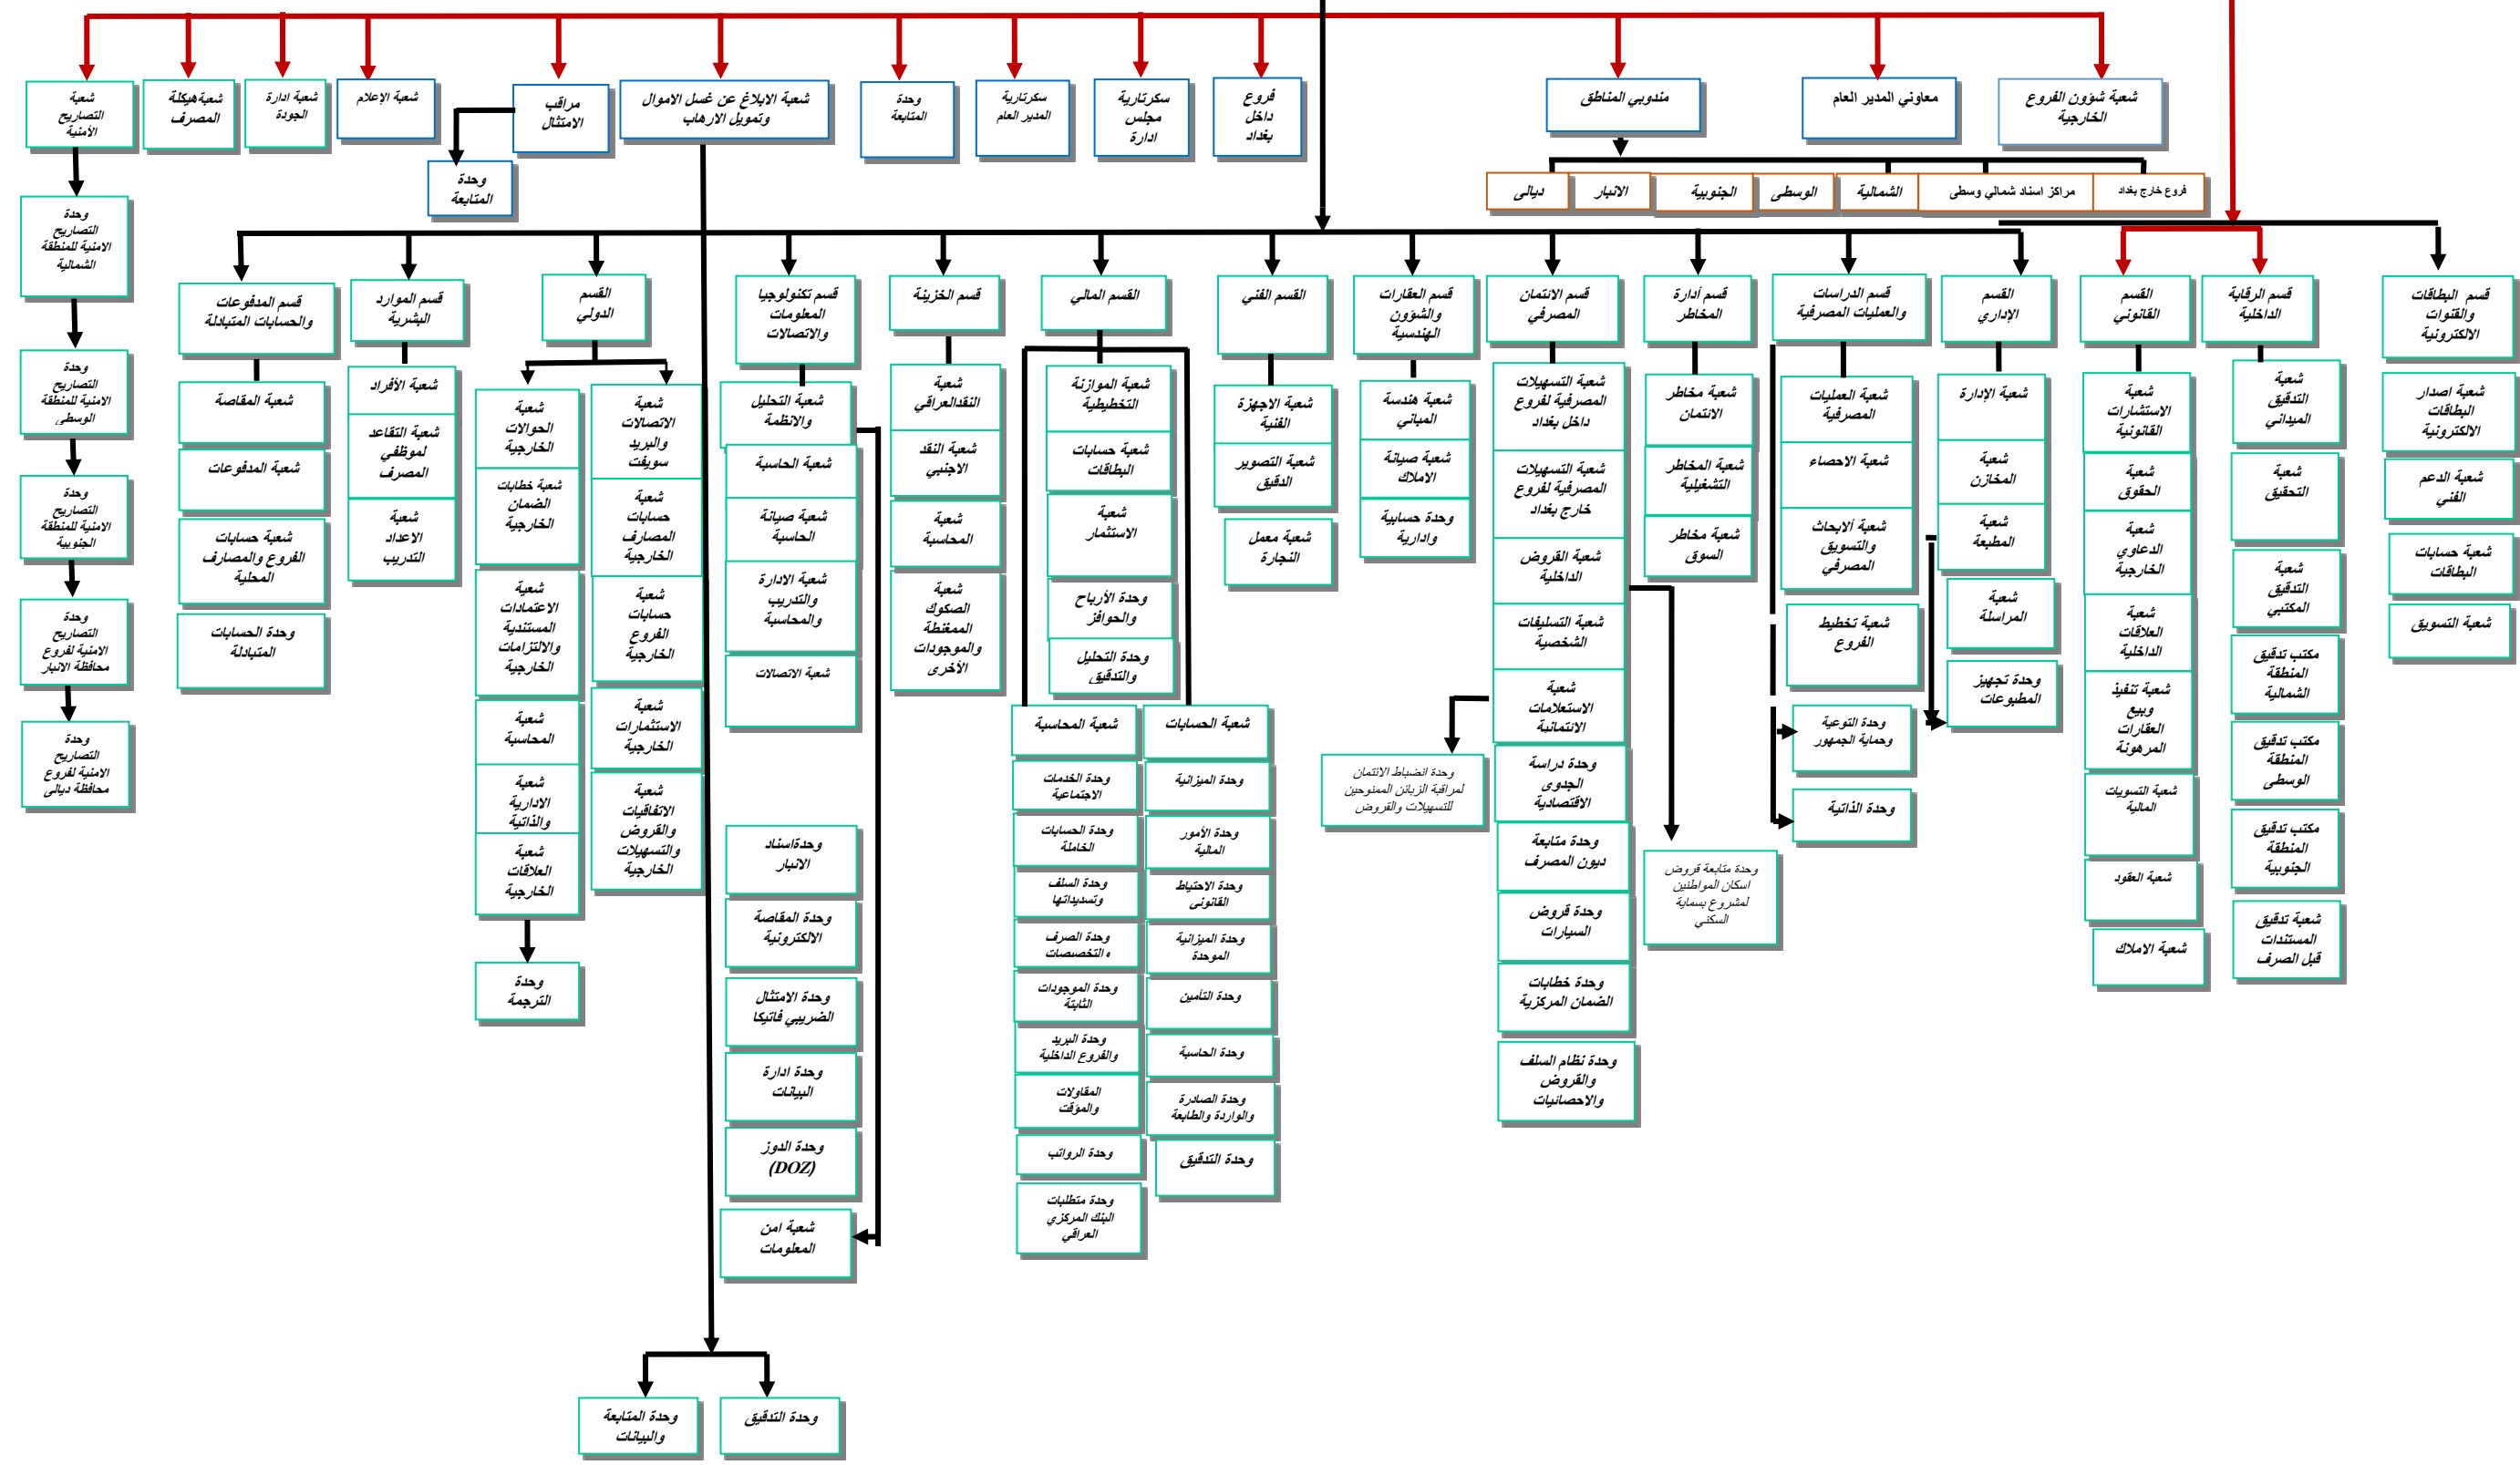 شعبة شؤون الفروع
الخارجية
معاوني المدير العام
مندوبي المناطق
فروع
داخل
بغداد
سكرتارية
مجلس
ادارة
سكرتارية
المدير العام
وحدة
المتابعة
شعبة الابلاغ عن غسل الاموال
وتمويل الارهاب
مراقب
الامتثال
شعبة الإعلام
شعبة ادارة
الجودة
شعبةهيكلة
المصرف
شعبة
التصاريح
الأمنية
وحدة
المتابعة
فروع خارج بغداد
مراكز اسناد شمالي وسطى
الشمالية
الوسطى
الجنوبية
الانبار
ديالى
وحدة
التصاريح
الامنية للمنطقة
الشمالية
وحدة
التصاريح
الامنية للمنطقة
الوسطى
وحدة
التصاريح
الامنية للمنطقة
الجنوبية
وحدة
التصاريح
الامنية لفروع
محافظة الانبار
وحدة
التصاريح
الامنية لفروع
محافظة ديالى
قسم البطاقات
والقنوات
الالكترونية
شعبة اصدار
البطاقات
الالكترونية
شعبة الدعم
الفني
شعبة حسابات
البطاقات
شعبة التسويق
قسم الرقابة
الداخلية
شعبة
التدقيق
الميداني
شعبة
التحقيق
شعبة
التدقيق
المكتبي
مكتب تدقيق
المنطقة
الشمالية
مكتب تدقيق
المنطقة
الوسطى
مكتب تدقيق
المنطقة
الجنوبية
شعبة تدقيق
المستندات
قبل الصرف
القسم
القانوني
شعبة
الاستشارات
القانونية
شعبة
الحقوق
شعبة
الدعاوي
الخارجية
شعبة
العلاقات
الداخلية
شعبة تنفيذ
وبيع
العقارات
المرهونة
شعبة التسويات
المالية
شعبة العقود
شعبة الاملاك
القسم
الإداري
شعبة الإدارة
شعبة
المخازن
شعبة
المطبعة
شعبة
المراسلة
وحدة تجهيز
المطبوعات
قسم الدراسات
والعمليات المصرفية
شعبة العمليات
المصرفية
شعبة الاحصاء
شعبة ألابحاث
والتسويق
المصرفي
شعبة تخطيط
الفروع
وحدة التوعية
وحماية الجمهور
وحدة الذاتية
قسم أدارة
المخاطر
شعبة مخاطر
الائتمان
شعبة المخاطر
التشغيلية
شعبة مخاطر
السوق
قسم الائتمان
المصرفي
شعبة التسهيلات
المصرفية لفروع
داخل بغداد
شعبة التسهيلات
المصرفية لفروع
خارج بغداد
شعبة القروض
الداخلية
شعبة التسليفات
الشخصية
شعبة
الاستعلامات
الائتمانية
وحدة دراسة
الجدوى
الاقتصادية
وحدة متابعة
ديون المصرف
وحدة قروض
السيارات
وحدة خطابات
الضمان المركزية
وحدة نظام السلف
والقروض
والاحصائيات
وحدة متابعة قروض
اسكان المواطنين
لمشروع بسماية
السكني
وحدة انضباط الائتمان
لمراقبة الزبائن الممنوحين
للتسهيلات والقروض
قسم العقارات
والشؤون
الهندسية
شعبة هندسة
المباني
شعبة صيانة
الاملاك
وحدة حسابية
وادارية
القسم الفني
شعبة الاجهزة
الفنية
شعبة التصوير
الدقيق
شعبة معمل
النجارة
القسم المالي
شعبة الموازنة
التخطيطية
شعبة حسابات
البطاقات
شعبة
الاستثمار
وحدة الأرباح
والحوافز
وحدة التحليل
والتدقيق
شعبة الحسابات
وحدة الميزانية
وحدة الأمور
المالية
وحدة الاحتياط
القانوني
وحدة الميزانية
الموحدة
وحدة التأمين
وحدة الحاسبة
وحدة الصادرة
والواردة والطابعة
وحدة التدقيق
شعبة المحاسبة
وحدة الخدمات
الاجتماعية
وحدة الحسابات
الخاملة
وحدة السلف
وتسديداتها
وحدة الصرف
والتخصيصات
وحدة الموجودات
الثابتة
وحدة البريد
والفروع الداخلية
المقاولات
والموقت
وحدة الرواتب
وحدة متطلبات
البنك المركزي
العراقي
قسم الخزينة
شعبة
النقدالعراقي
شعبة النقد
الاجنبي
شعبة
المحاسبة
شعبة
الصكوك
الممغنطة
والموجودات
الأخرى
قسم تكنولوجيا
المعلومات
والاتصالات
شعبة التحليل
والانظمة
شعبة الحاسبة
شعبة صيانة
الحاسبة
شعبة الادارة
والتدريب
والمحاسبة
شعبة الاتصالات
وحدةاسناد
الانبار
وحدة المقاصة
الالكترونية
وحدة الامتثال
الضريبي فاتيكا
وحدة ادارة
البيانات
وحدة الدوز
(DOZ)
شعبة امن
المعلومات
القسم
الدولي
شعبة
الاتصالات
والبريد
سويفت
شعبة
حسابات
المصارف
الخارجية
شعبة
حسابات
الفروع
الخارجية
شعبة
الاستثمارات
الخارجية
شعبة
الاتفاقيات
والقروض
والتسهيلات
الخارجية
شعبة
الحوالات
الخارجية
شعبة خطابات
الضمان
الخارجية
شعبة
الاعتمادات
المستندية
والالتزامات
الخارجية
شعبة
المحاسبة
شعبة
الادارية
والذاتية
شعبة
العلاقات
الخارجية
وحدة
الترجمة
قسم الموارد
البشرية
شعبة الأفراد
شعبة التقاعد
لموظفي
المصرف
شعبة
الاعداد
التدريب
قسم المدفوعات
والحسابات المتبادلة
شعبة المقاصة
شعبة المدفوعات
شعبة حسابات
الفروع والمصارف
المحلية
وحدة الحسابات
المتبادلة
وحدة التدقيق
وحدة المتابعة
والبيانات